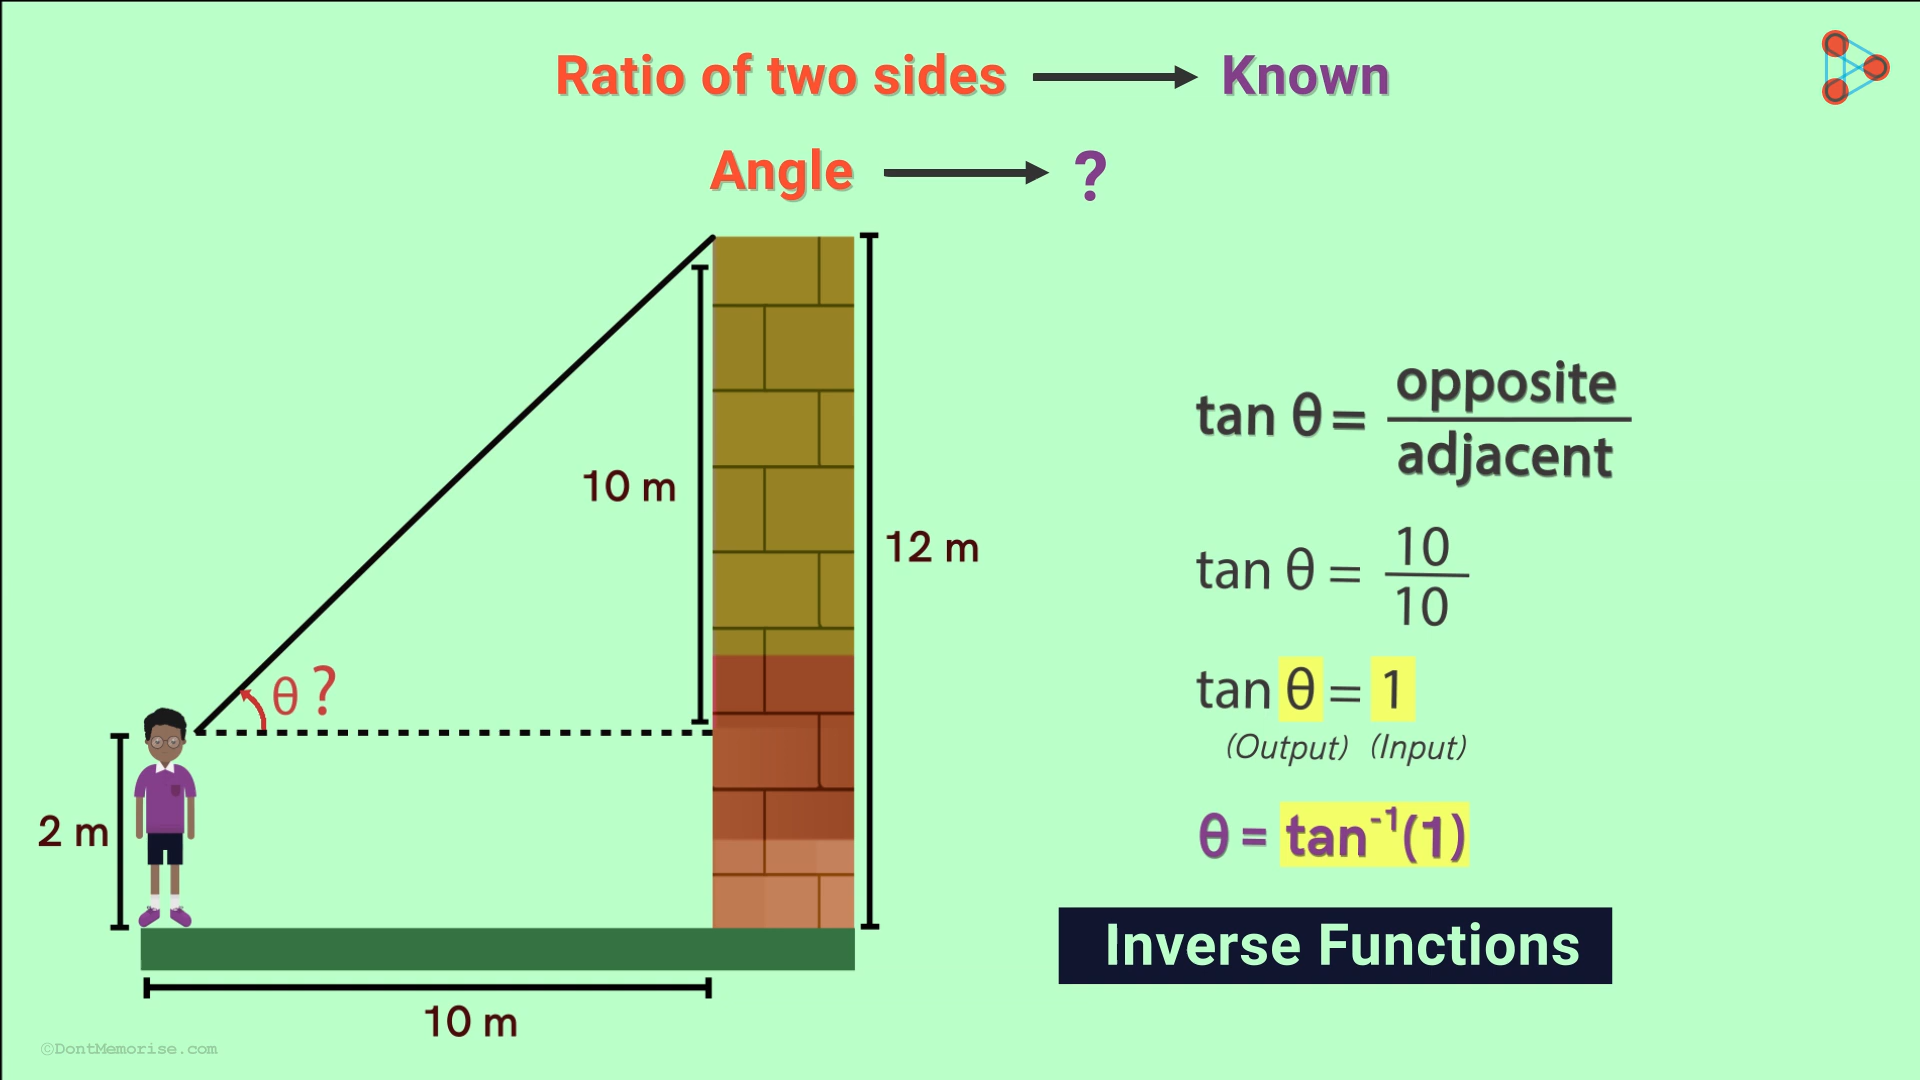 Ratio of two sides → Known
Angle → ?
10 m
12 m
θ ?
2 m
10 m
tan θ = opposite / adjacent
tan θ = 10 / 10
tan θ = 1
(Output) (Input)
θ = tan⁻¹(1)
Inverse Functions
©DontMemorise.com